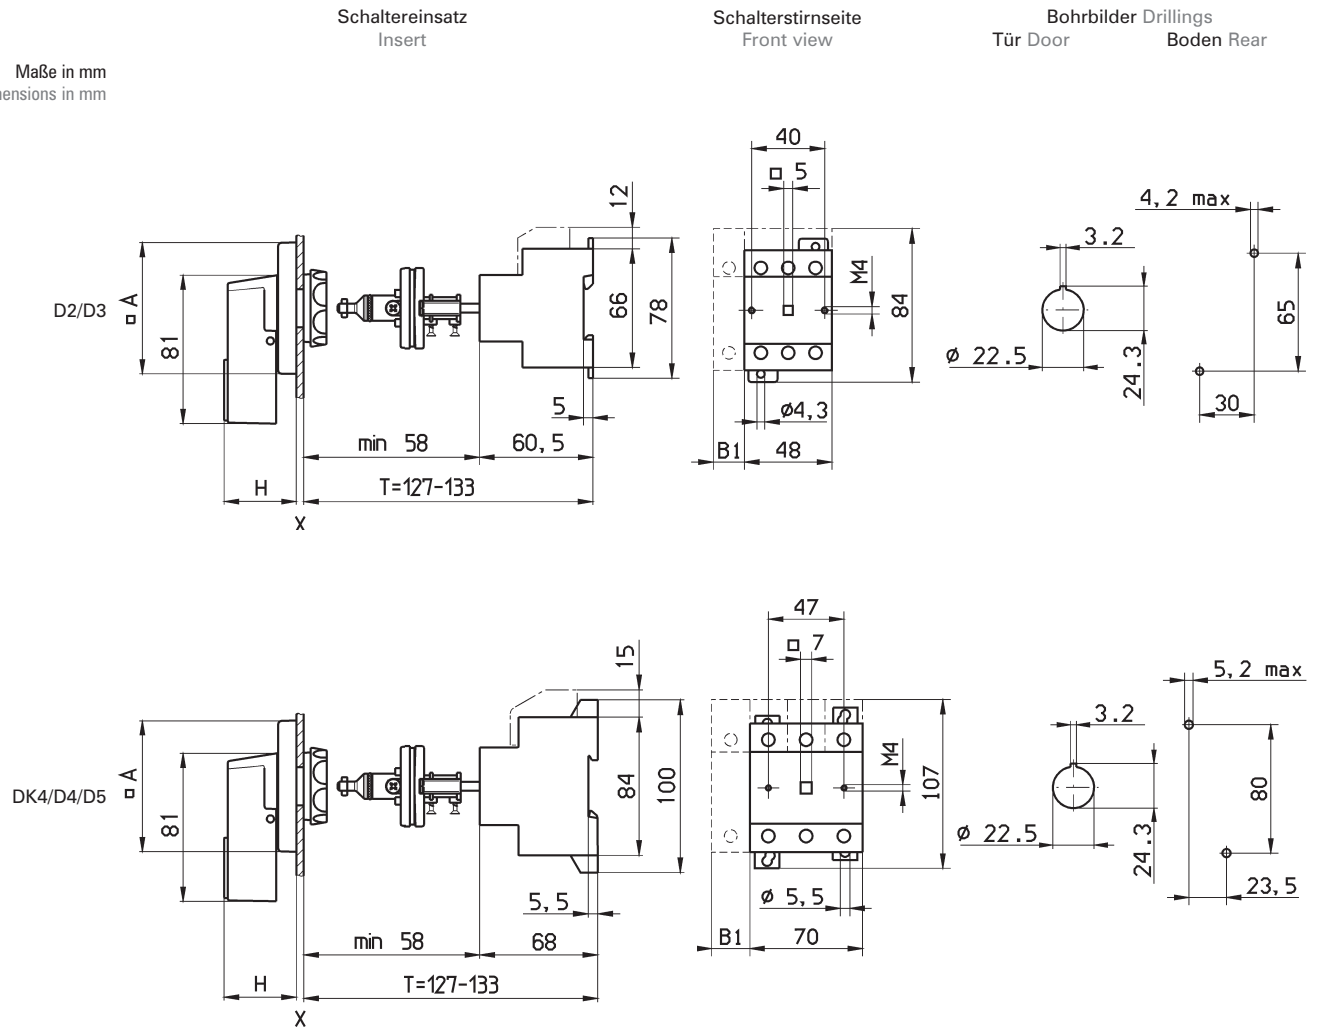 Schaltereinsatz
Insert
Schalterstirnseite
Front view
Bohrbilder Drillings
Tür Door
Boden Rear
Maße in mm
ensions in mm
D2/D3
A
81
12
66
78
5
min 58
60,5
H
T=127-133
X
40
5
M4
84
ø4,3
B1
48
3.2
ø 22.5
24.3
4,2 max
65
30
DK4/D4/D5
A
81
15
84
100
5,5
min 58
68
H
T=127-133
X
47
7
M4
107
ø 5,5
B1
70
3.2
ø 22.5
24.3
5,2 max
80
23,5